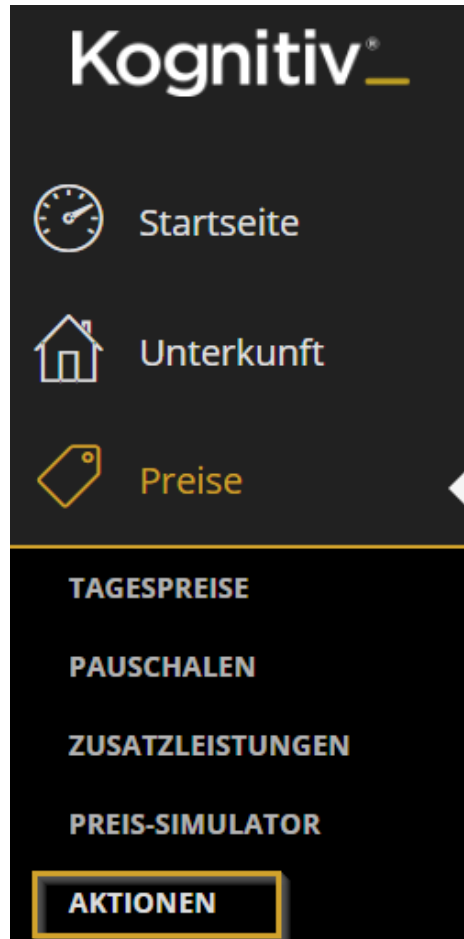 Kognitiv®_
Startseite
Unterkunft
Preise
TAGESPREISE
PAUSCHALEN
ZUSATZLEISTUNGEN
PREIS-SIMULATOR
AKTIONEN